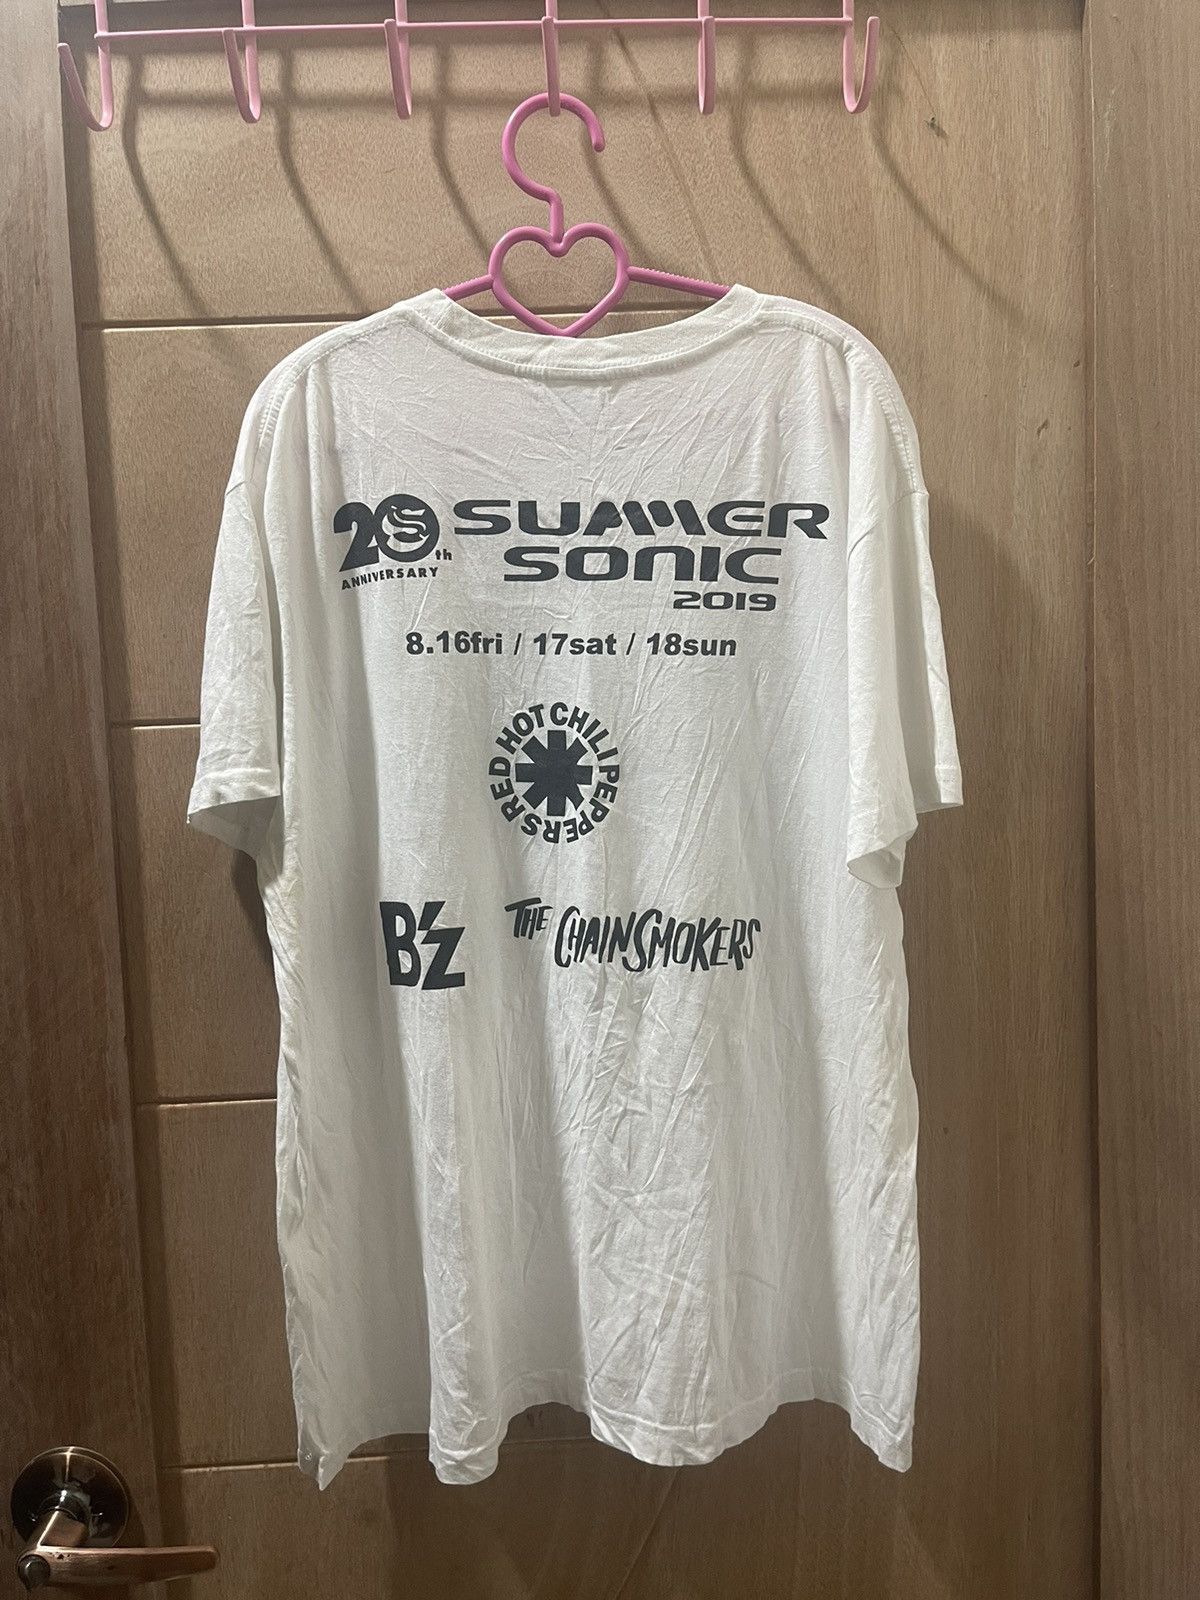 20th SUMMER
ANNIVERSARY SONIC
2019
8.16fri / 17sat / 18sun
RED HOT CHILI PEPPERS
B'z THE CHAINSMOKERS